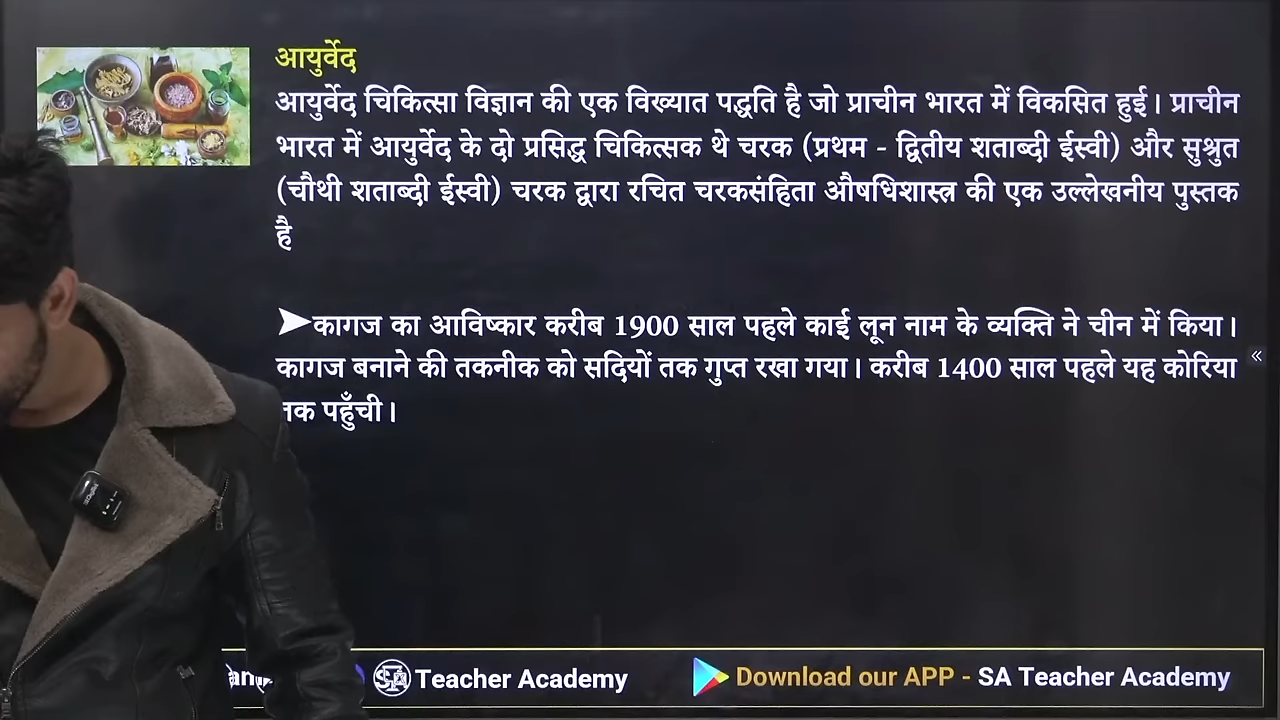 आयुर्वेद
आयुर्वेद चिकित्सा विज्ञान की एक विख्यात पद्धति है जो प्राचीन भारत में विकसित हुई। प्राचीन
भारत में आयुर्वेद के दो प्रसिद्ध चिकित्सक थे चरक (प्रथम - द्वितीय शताब्दी ईस्वी) और सुश्रुत
(चौथी शताब्दी ईस्वी) चरक द्वारा रचित चरकसंहिता औषधिशास्त्र की एक उल्लेखनीय पुस्तक
है
➤कागज का आविष्कार करीब 1900 साल पहले काई लून नाम के व्यक्ति ने चीन में किया।
कागज बनाने की तकनीक को सदियों तक गुप्त रखा गया। करीब 1400 साल पहले यह कोरिया
तक पहुँची।
«
Teacher Academy
Download our APP - SA Teacher Academy